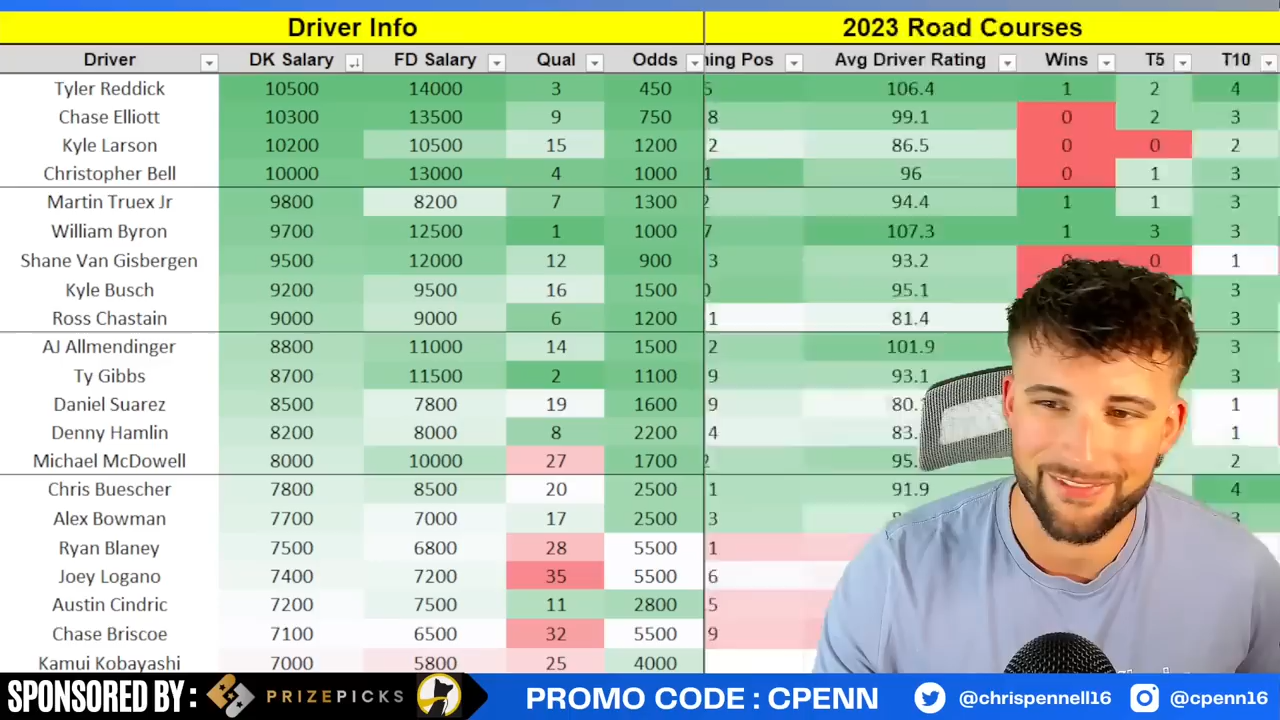 Driver Info 2023 Road Courses
Driver DK Salary FD Salary Qual Odds ning Pos Avg Driver Rating Wins T5 T10
Tyler Reddick 10500 14000 3 450 5 106.4 1 2 4
Chase Elliott 10300 13500 9 750 8 99.1 0 2 3
Kyle Larson 10200 10500 15 1200 2 86.5 0 0 2
Christopher Bell 10000 13000 4 1000 1 96 0 1 3
Martin Truex Jr 9800 8200 7 1300 2 94.4 1 1 3
William Byron 9700 12500 1 1000 7 107.3 1 3 3
Shane Van Gisbergen 9500 12000 12 900 3 93.2 0 0 1
Kyle Busch 9200 9500 16 1500 0 95.1 3
Ross Chastain 9000 9000 6 1200 1 81.4 3
AJ Allmendinger 8800 11000 14 1500 2 101.9 3
Ty Gibbs 8700 11500 2 1100 9 93.1 3
Daniel Suarez 8500 7800 19 1600 9 80. 1
Denny Hamlin 8200 8000 8 2200 4 83. 1
Michael McDowell 8000 10000 27 1700 2 95. 2
Chris Buescher 7800 8500 20 2500 1 91.9 4
Alex Bowman 7700 7000 17 2500 3 3
Ryan Blaney 7500 6800 28 5500 1
Joey Logano 7400 7200 35 5500 6
Austin Cindric 7200 7500 11 2800 5
Chase Briscoe 7100 6500 32 5500 9
Kamui Kobayashi 7000 5800 25 4000
SPONSORED BY : PRIZEPICKS PROMO CODE : CPENN @chrispennell16 @cpenn16